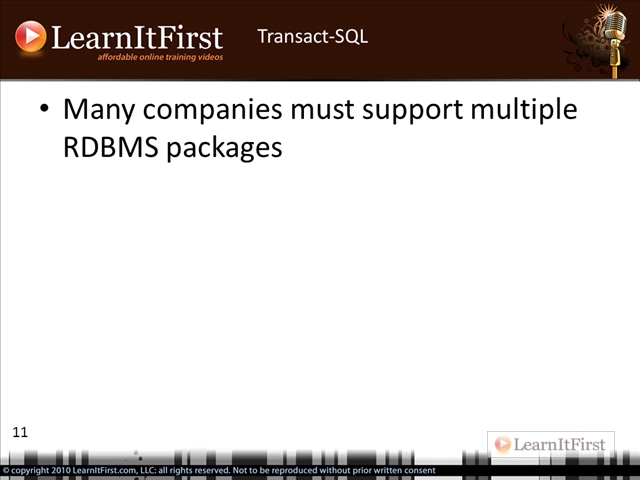 LearnItFirst
affordable online training videos
Transact-SQL
• Many companies must support multiple
RDBMS packages
11
LearnItFirst
© copyright 2010 LearnItFirst.com, LLC: all rights reserved. Not to be reproduced without prior written consent